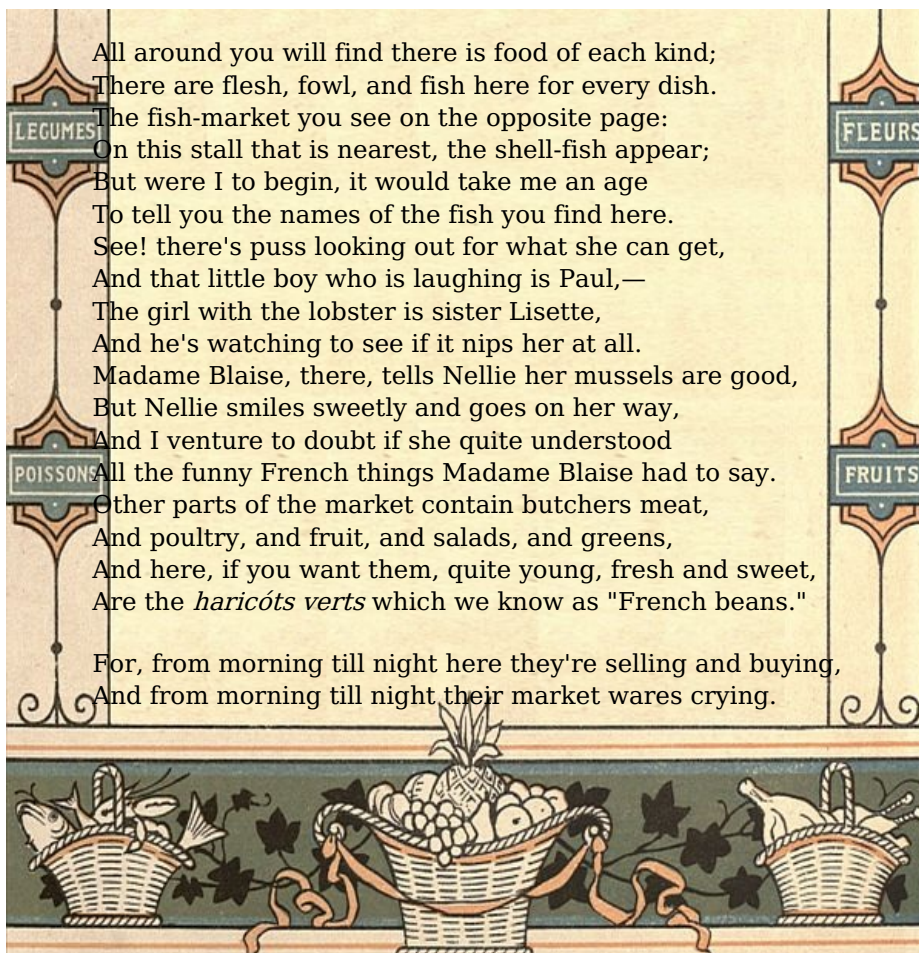 All around you will find there is food of each kind;
There are flesh, fowl, and fish here for every dish.
The fish-market you see on the opposite page:
On this stall that is nearest, the shell-fish appear;
But were I to begin, it would take me an age
To tell you the names of the fish you find here.
See! there's puss looking out for what she can get,
And that little boy who is laughing is Paul,—
The girl with the lobster is sister Lisette,
And he's watching to see if it nips her at all.
Madame Blaise, there, tells Nellie her mussels are good,
But Nellie smiles sweetly and goes on her way,
And I venture to doubt if she quite understood
All the funny French things Madame Blaise had to say.
Other parts of the market contain butchers meat,
And poultry, and fruit, and salads, and greens,
And here, if you want them, quite young, fresh and sweet,
Are the haricóts verts which we know as "French beans."
For, from morning till night here they're selling and buying,
And from morning till night their market wares crying.
LEGUMES
POISSONS
FLEURS
FRUITS